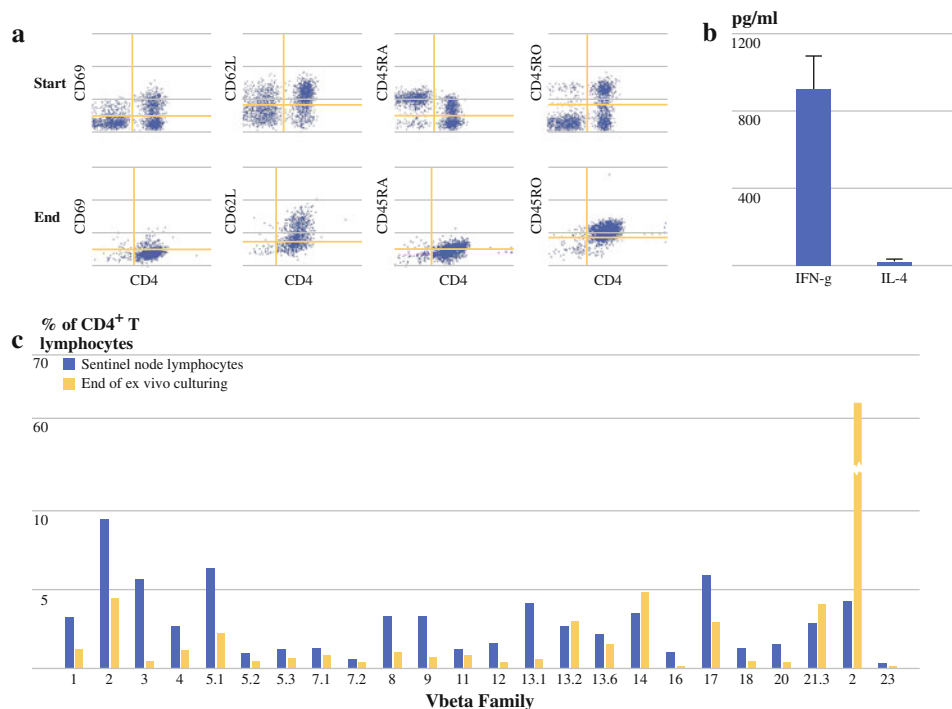 a
Start
CD69
CD62L
CD45RA
CD45RO
End
CD69
CD62L
CD45RA
CD45RO
CD4
CD4
CD4
CD4
b
pg/ml
1200
800
400
IFN-g
IL-4
c
% of CD4+ T
lymphocytes
70
Sentinel node lymphocytes
End of ex vivo culturing
60
10
5
1 2 3 4 5.1 5.2 5.3 7.1 7.2 8 9 11 12 13.1 13.2 13.6 14 16 17 18 20 21.3 2 23
Vbeta Family